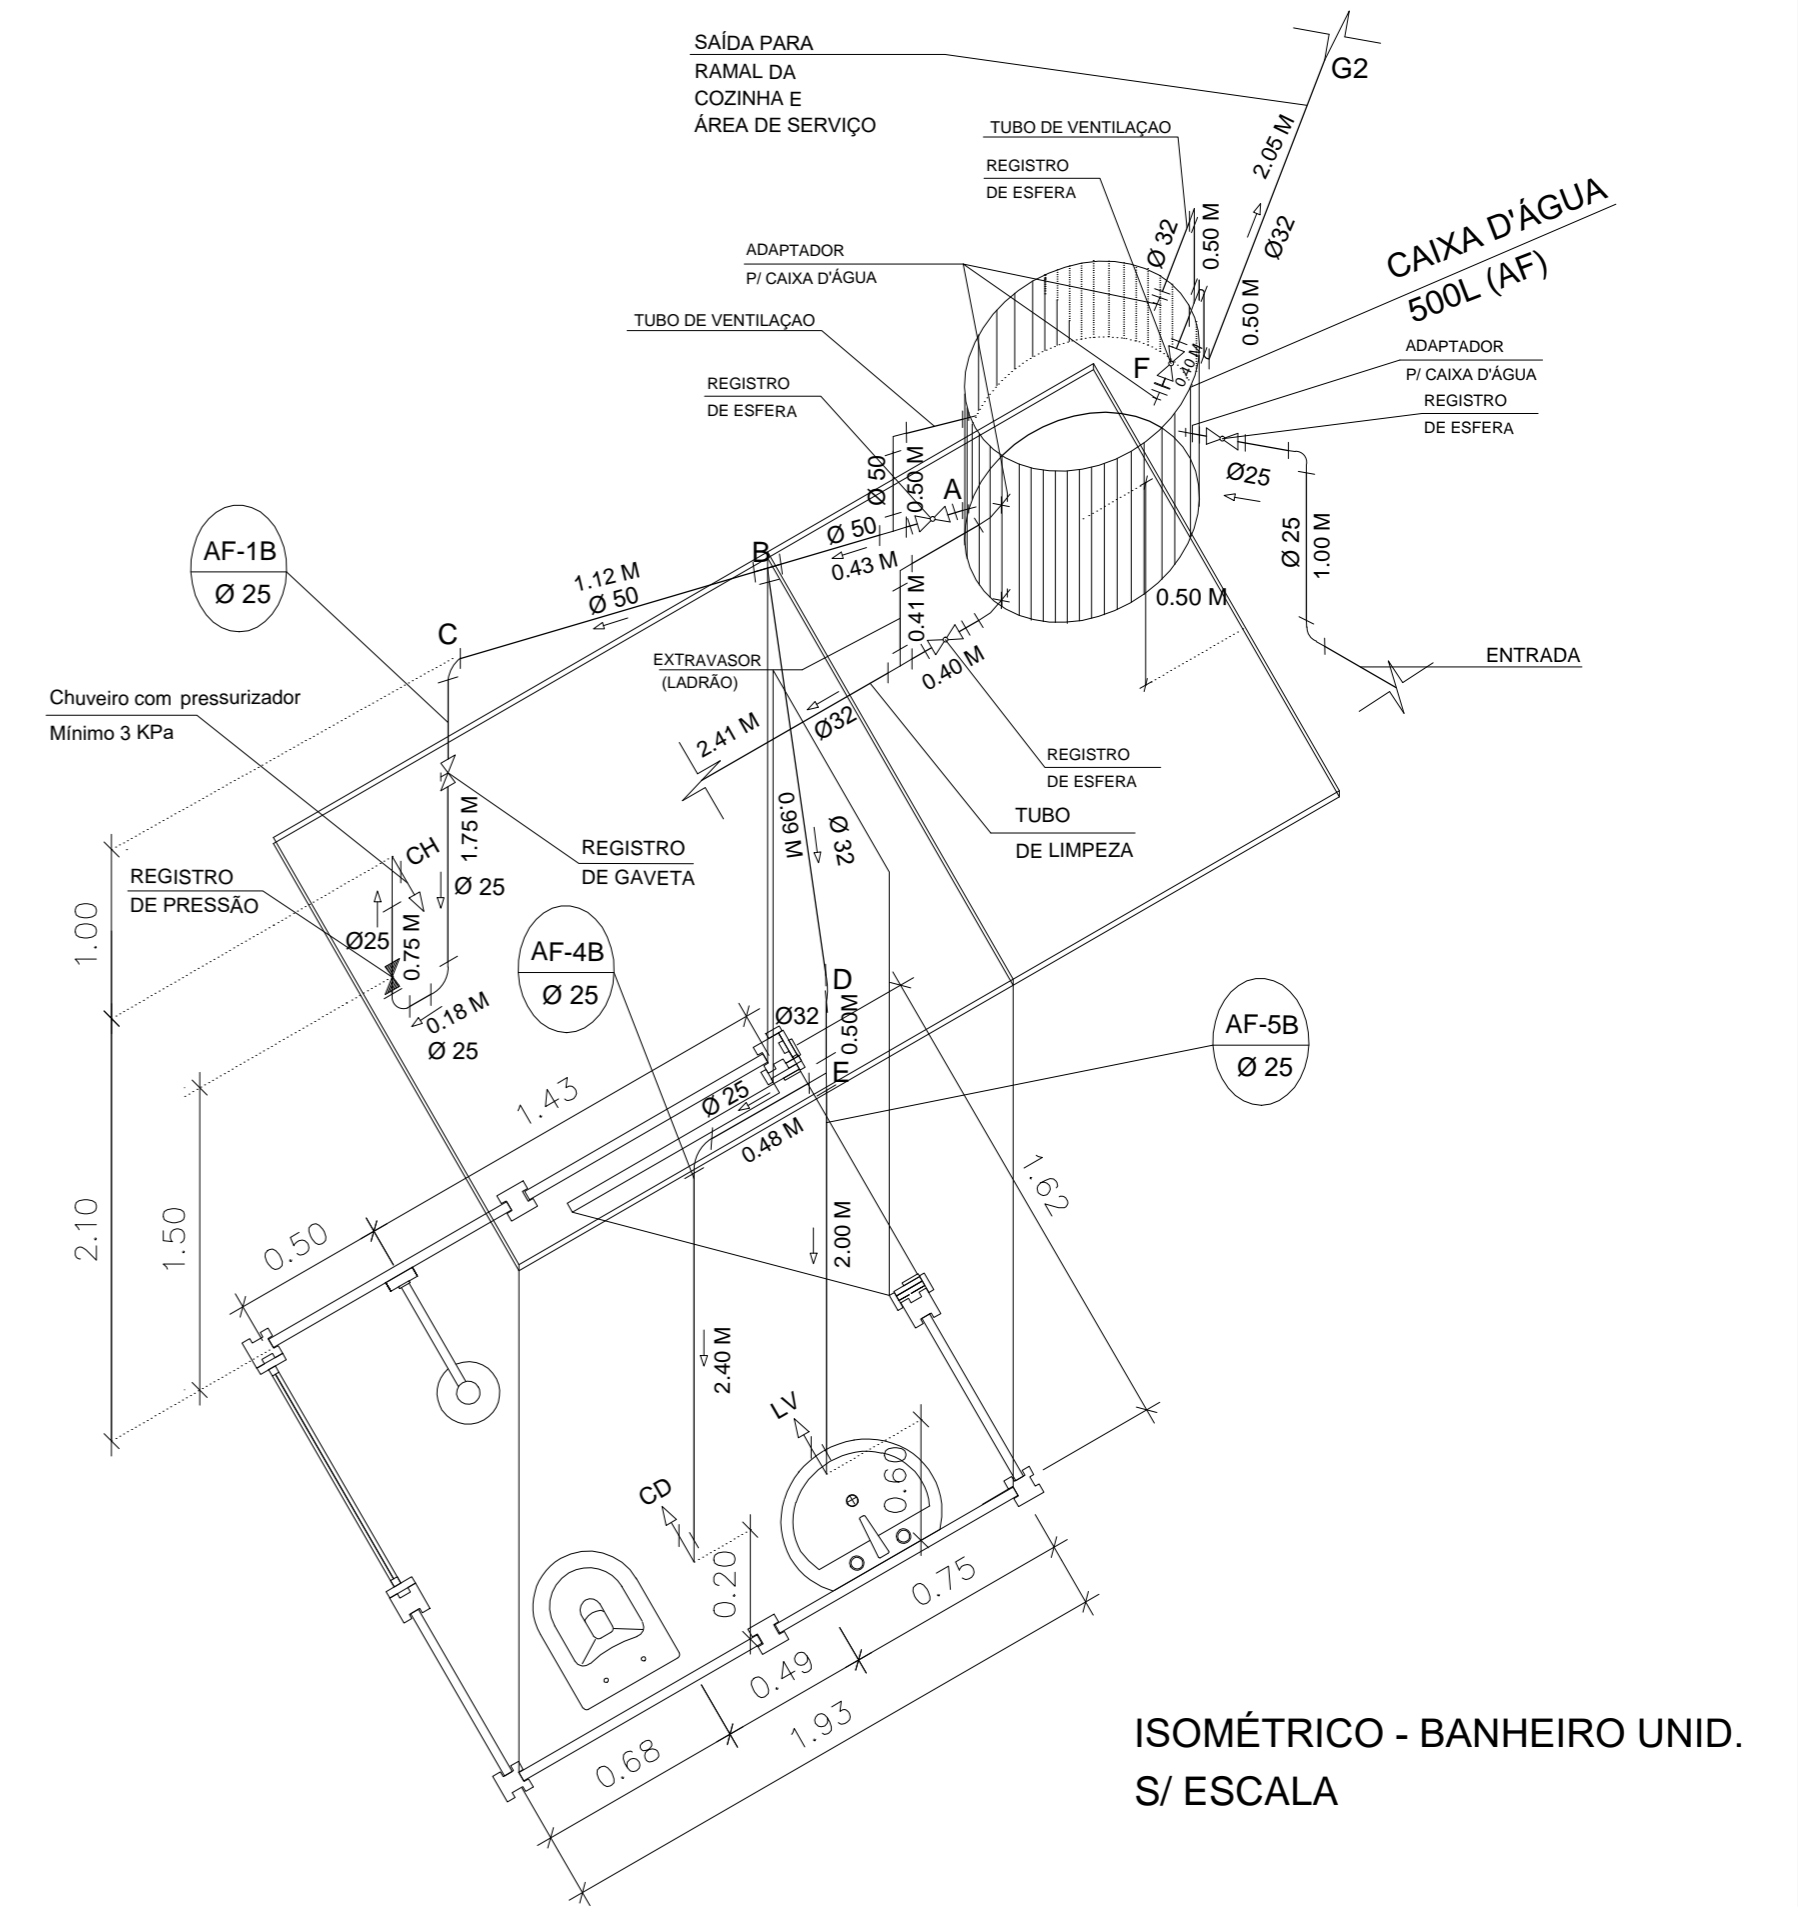 SAÍDA PARA
RAMAL DA
COZINHA E
ÁREA DE SERVIÇO
G2
TUBO DE VENTILAÇAO
REGISTRO
DE ESFERA
2.05 M
Ø32
Ø 32
0.50 M
0.50 M
CAIXA D'ÁGUA
500L (AF)
ADAPTADOR
P/ CAIXA D'ÁGUA
TUBO DE VENTILAÇAO
REGISTRO
DE ESFERA
F
0.40 M
ADAPTADOR
P/ CAIXA D'ÁGUA
REGISTRO
DE ESFERA
Ø25
Ø 25
1.00 M
ENTRADA
Ø 50
0.50 M
A
Ø 50
0.43 M
B
AF-1B
Ø 25
1.12 M
Ø 50
C
0.41 M
0.50 M
EXTRAVASOR
(LADRÃO)
0.40 M
Ø32
2.41 M
Chuveiro com pressurizador
Mínimo 3 KPa
REGISTRO
DE ESFERA
TUBO
DE LIMPEZA
0.99 M
Ø 32
1.75 M
Ø 25
REGISTRO
DE GAVETA
CH
REGISTRO
DE PRESSÃO
Ø25
0.75 M
0.18 M
Ø 25
1.00
AF-4B
Ø 25
D
Ø32
0.50M
E
AF-5B
Ø 25
Ø 25
0.48 M
1.43
1.62
2.10
1.50
0.50
2.00 M
2.40 M
LV
CD
0.60
0.20
0.75
0.49
1.93
0.68
ISOMÉTRICO - BANHEIRO UNID.
S/ ESCALA